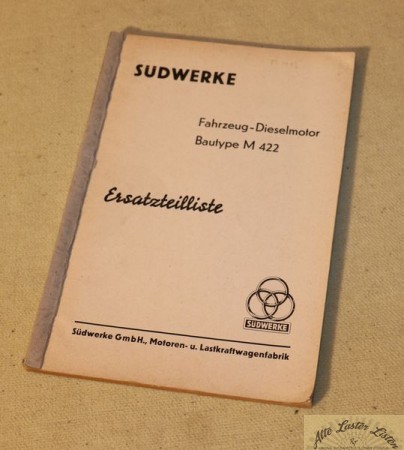 SÜDWERKE
Fahrzeug-Dieselmotor
Bautype M 422
Ersatzteilliste
SÜDWERKE
Südwerke GmbH., Motoren- u. Lastkraftwagenfabrik
Alte Laster Listen